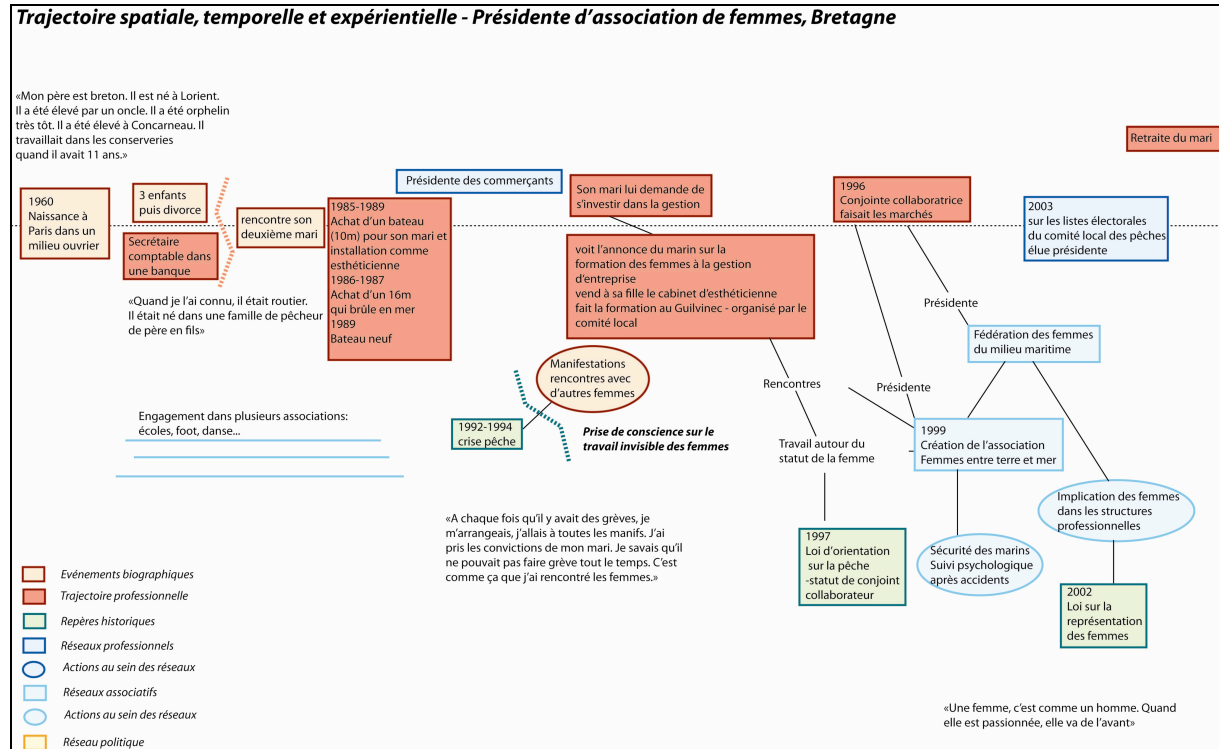 Trajectoire spatiale, temporelle et expérientielle - Présidente d'association de femmes, Bretagne
«Mon père est breton. Il est né à Lorient.
Il a été élevé par un oncle. Il a été orphelin
très tôt. Il a été élevé à Concarneau. Il
travaillait dans les conserveries
quand il avait 11 ans.»
Retraite du mari
1960
Naissance à
Paris dans un
milieu ouvrier
3 enfants
puis divorce
Secrétaire
comptable dans
une banque
rencontre son
deuxième mari
«Quand je l'ai connu, il était routier.
Il était né dans une famille de pêcheur
de père en fils»
1985-1989
Achat d'un bateau
(10m) pour son mari et
installation comme
esthéticienne
1986-1987
Achat d'un 16m
qui brûle en mer
1989
Bateau neuf
Présidente des commerçants
Son mari lui demande de
s'investir dans la gestion
voit l'annonce du marin sur la
formation des femmes à la gestion
d'entreprise
vend à sa fille le cabinet d'esthéticienne
fait la formation au Guilvinec - organisé par le
comité local
1996
Conjointe collaboratrice
faisait les marchés
2003
sur les listes électorales
du comité local des pêches
élue présidente
Présidente
Fédération des femmes
du milieu maritime
Manifestations
rencontres avec
d'autres femmes
Rencontres
Présidente
Engagement dans plusieurs associations:
écoles, foot, danse...
1992-1994
crise pêche
Prise de conscience sur le
travail invisible des femmes
Travail autour du
statut de la femme
1999
Création de l'association
Femmes entre terre et mer
Implication des femmes
dans les structures
professionnelles
«A chaque fois qu'il y avait des grèves, je
m'arrangeais, j'allais à toutes les manifs. J'ai
pris les convictions de mon mari. Je savais qu'il
ne pouvait pas faire grève tout le temps. C'est
comme ça que j'ai rencontré les femmes.»
1997
Loi d'orientation
sur la pêche
-statut de conjoint
collaborateur
Sécurité des marins
Suivi psychologique
après accidents
2002
Loi sur la
représentation
des femmes
Evénements biographiques
Trajectoire professionnelle
Repères historiques
Réseaux professionnels
Actions au sein des réseaux
Réseaux associatifs
Actions au sein des réseaux
Réseau politique
«Une femme, c'est comme un homme. Quand
elle est passionnée, elle va de l'avant»